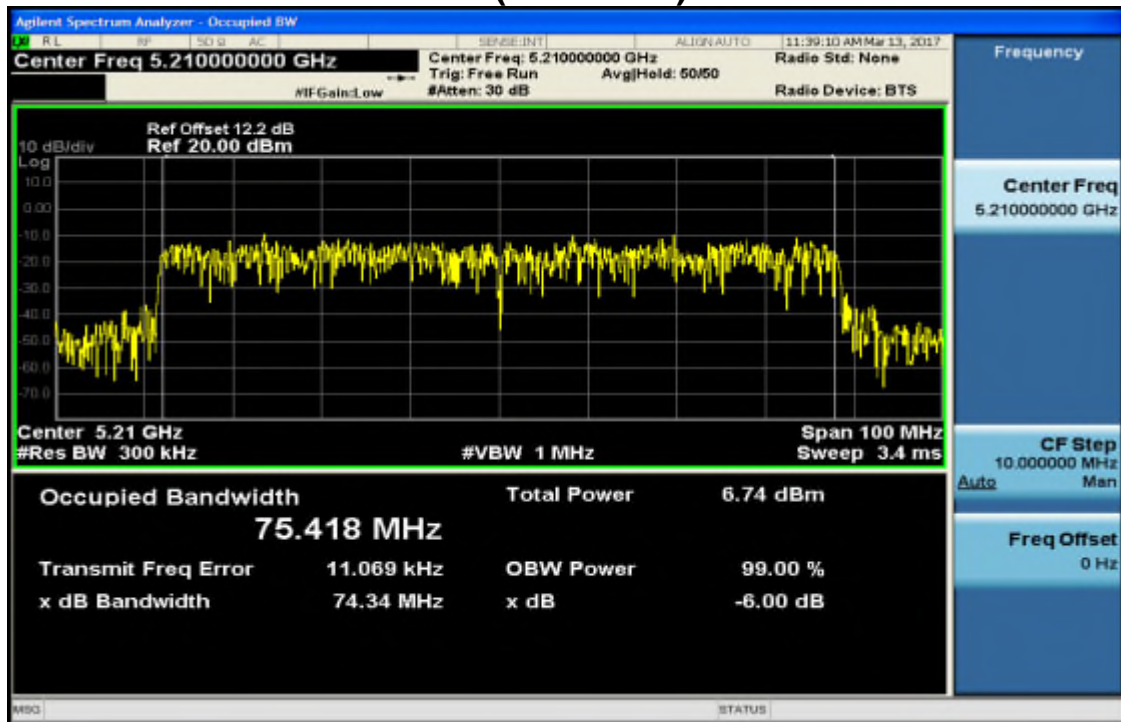 Agilent Spectrum Analyzer - Occupied BW
RL RF 50 Ω AC SENSE:INT ALIGN AUTO 11:39:10 AM Mar 13, 2017
Center Freq 5.210000000 GHz
Center Freq: 5.210000000 GHz
Radio Std: None
Trig: Free Run Avg|Hold: 50/50
#IFGain:Low #Atten: 30 dB Radio Device: BTS
Ref Offset 12.2 dB
10 dB/div Ref 20.00 dBm
Log
10.0
0.00
-10.0
-20.0
-30.0
-40.0
-50.0
-60.0
-70.0
Center 5.21 GHz Span 100 MHz
#Res BW 300 kHz #VBW 1 MHz Sweep 3.4 ms
Occupied Bandwidth Total Power 6.74 dBm
75.418 MHz
Transmit Freq Error 11.069 kHz OBW Power 99.00 %
x dB Bandwidth 74.34 MHz x dB -6.00 dB
MSG STATUS
Frequency
Center Freq
5.210000000 GHz
CF Step
10.000000 MHz
Auto Man
Freq Offset
0 Hz